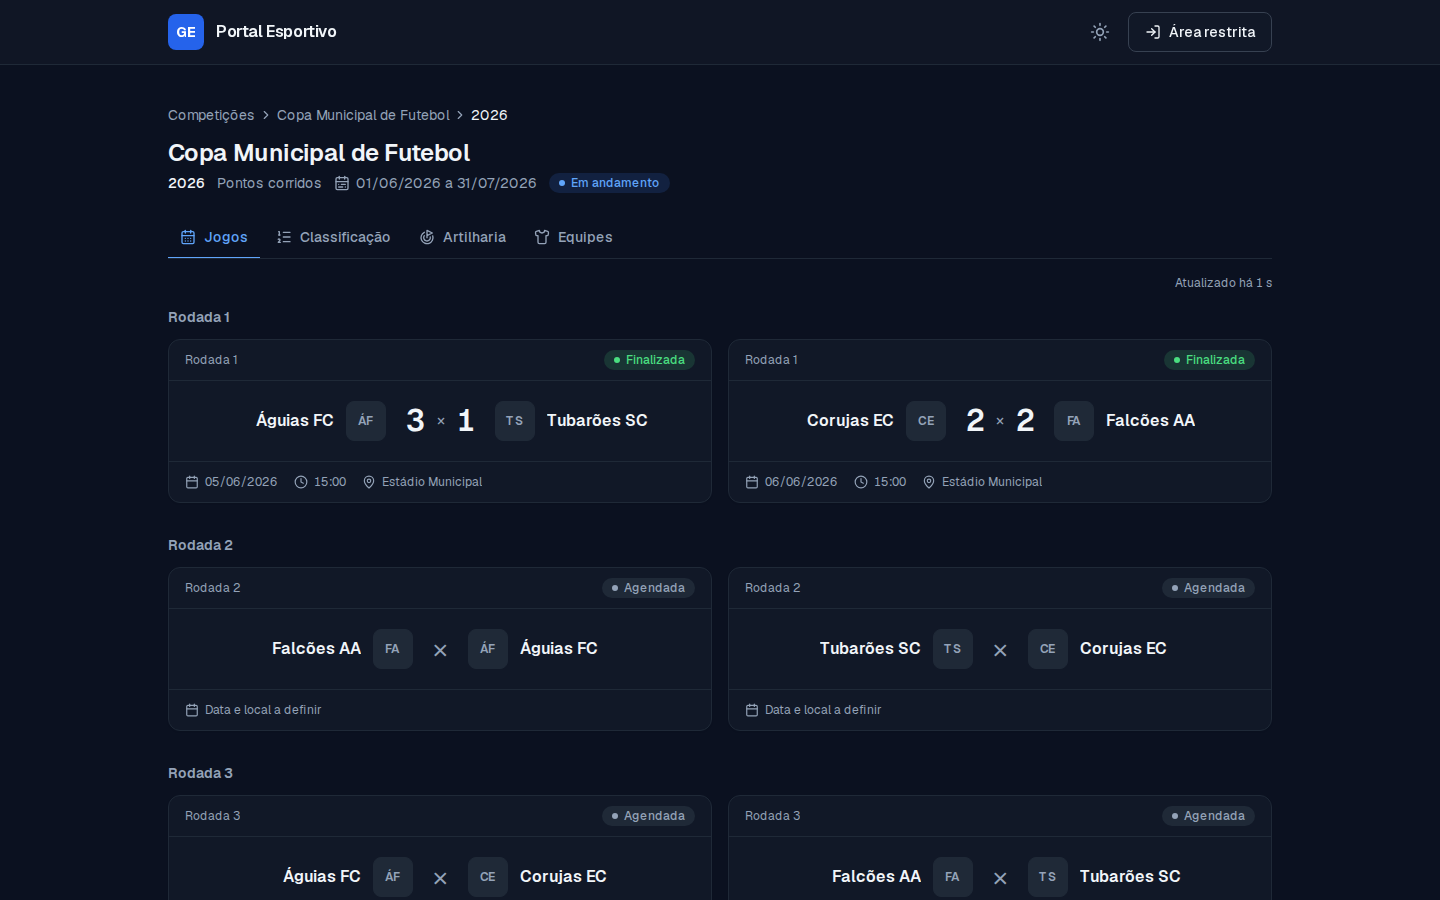 GE Portal Esportivo Área restrita
Competições > Copa Municipal de Futebol > 2026
Copa Municipal de Futebol
2026 Pontos corridos 01/06/2026 a 31/07/2026 Em andamento
Jogos Classificação Artilharia Equipes
Atualizado há 1 s
Rodada 1
Rodada 1 Finalizada
Águias FC ÁF 3 × 1 TS Tubarões SC
05/06/2026 15:00 Estádio Municipal
Rodada 1 Finalizada
Corujas EC CE 2 × 2 FA Falcões AA
06/06/2026 15:00 Estádio Municipal
Rodada 2
Rodada 2 Agendada
Falcões AA FA × ÁF Águias FC
Data e local a definir
Rodada 2 Agendada
Tubarões SC TS × CE Corujas EC
Data e local a definir
Rodada 3
Rodada 3 Agendada
Águias FC ÁF × CE Corujas EC
Rodada 3 Agendada
Falcões AA FA × TS Tubarões SC